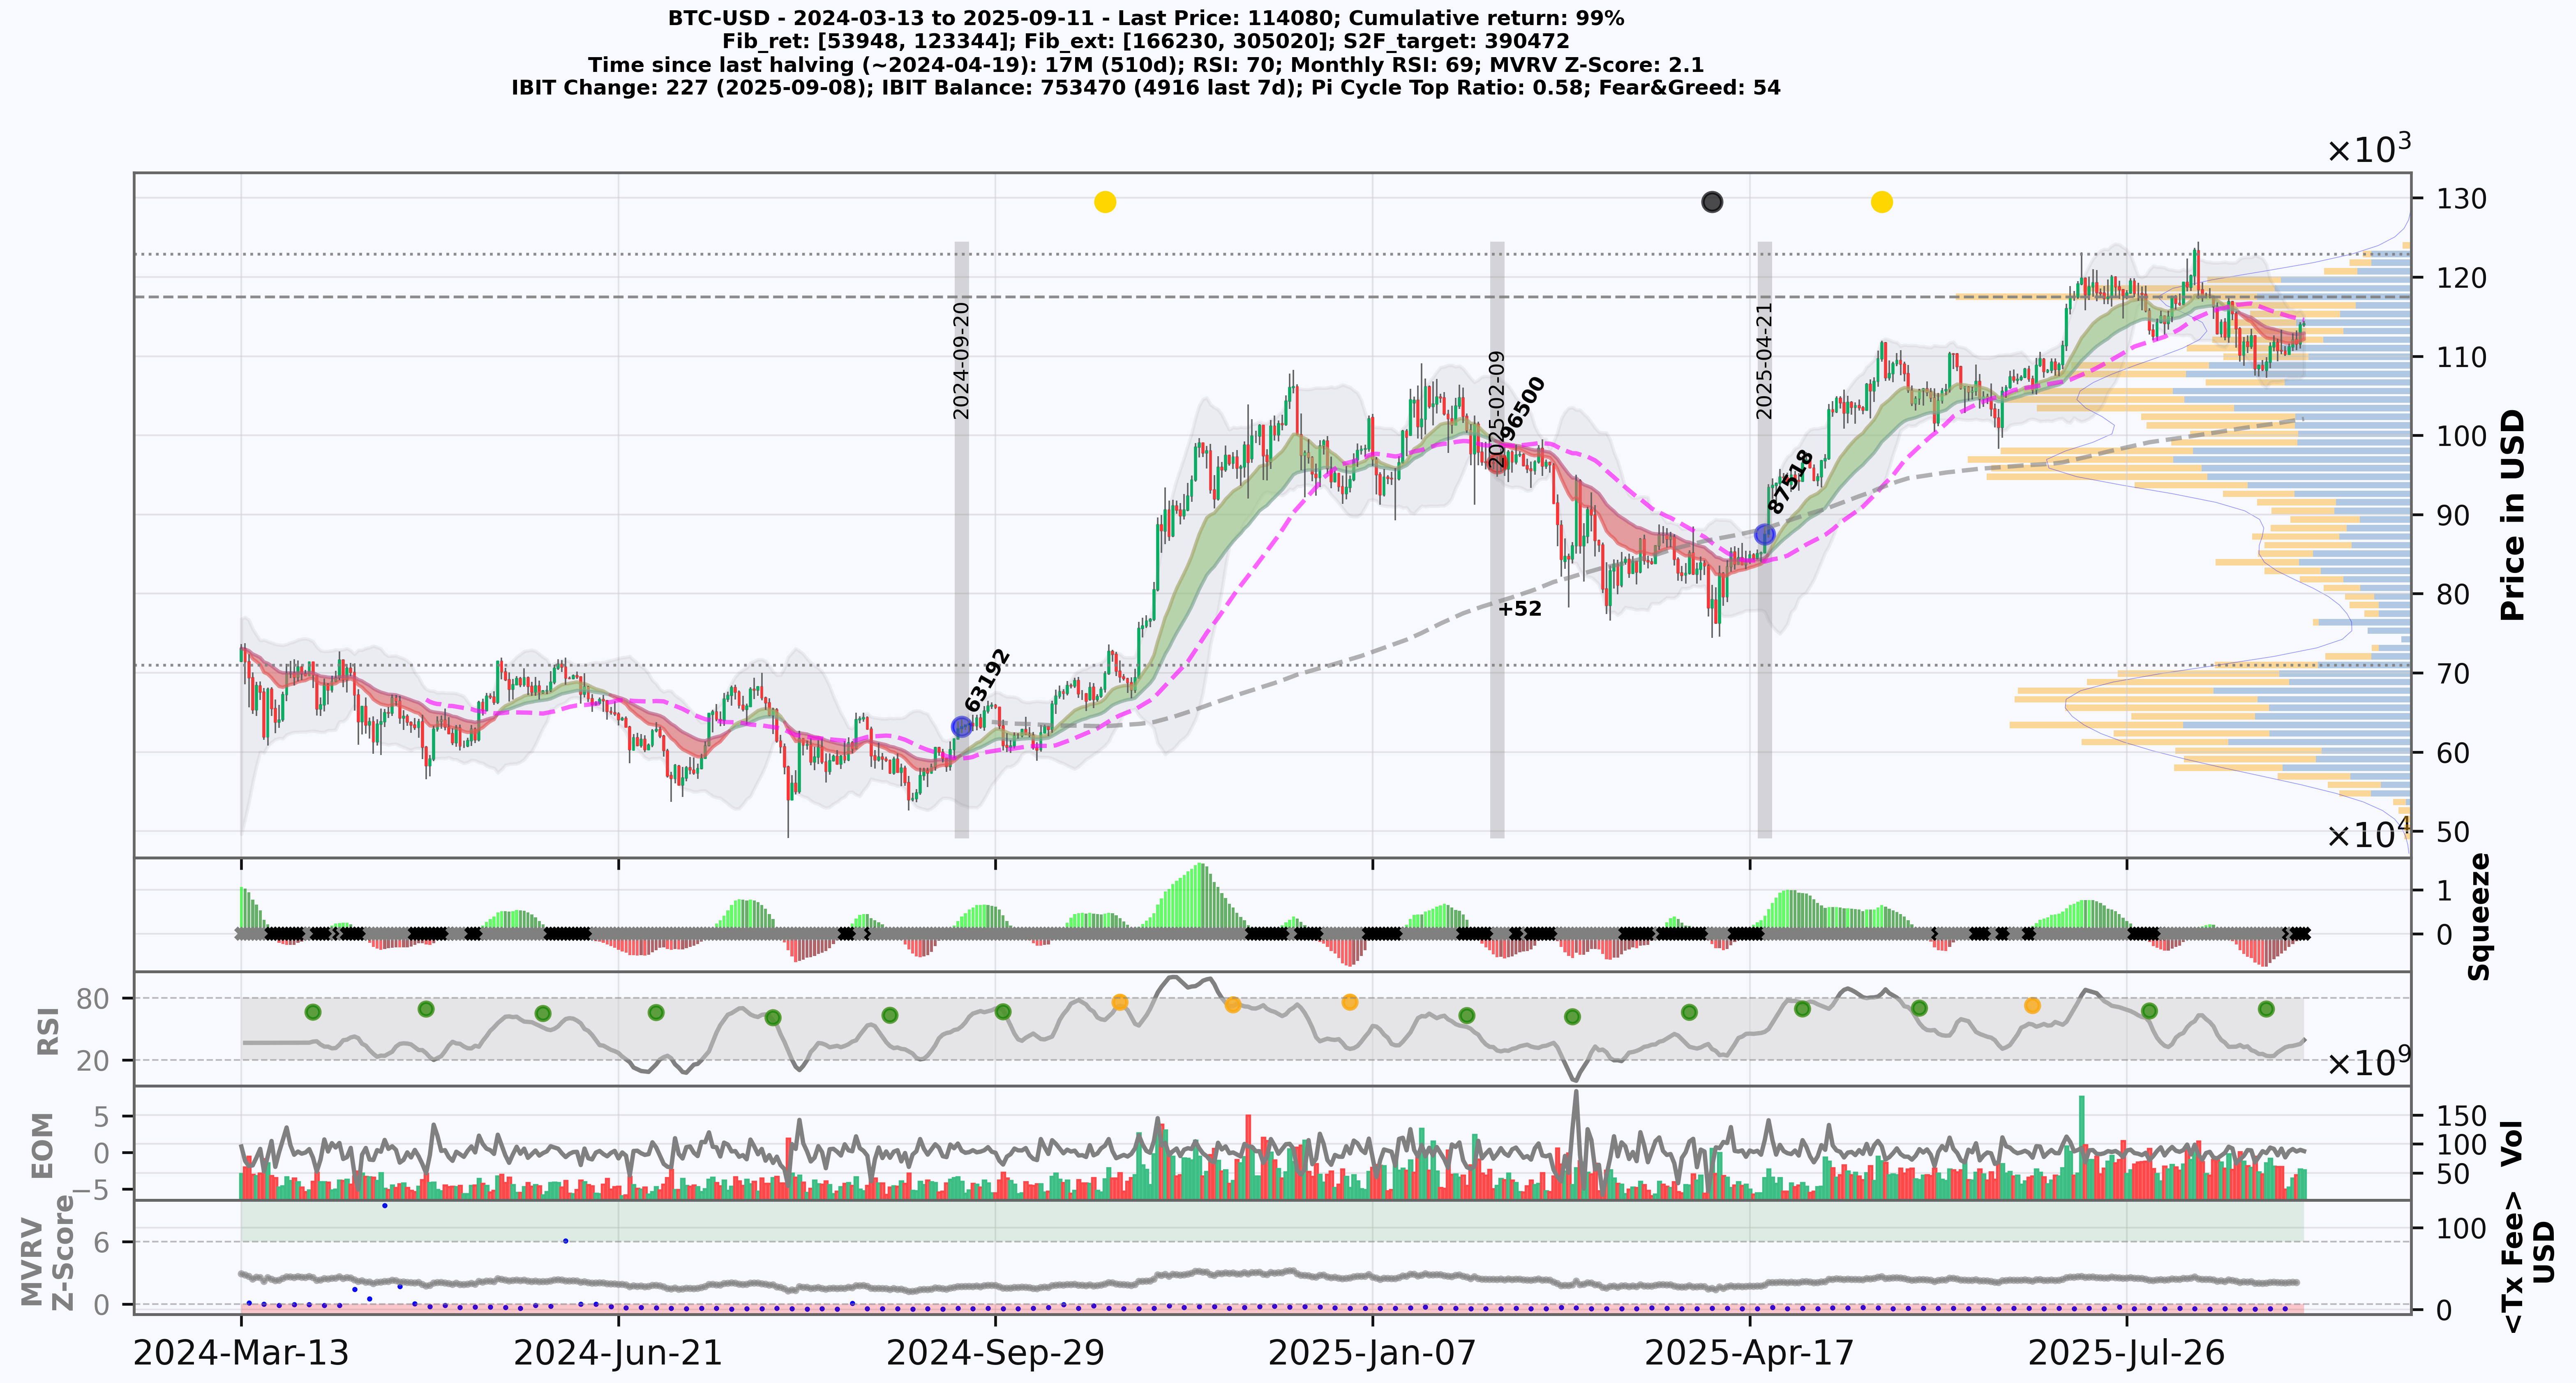 BTC-USD - 2024-03-13 to 2025-09-11 - Last Price: 114080; Cumulative return: 99%
Fib_ret: [53948, 123344]; Fib_ext: [166230, 305020]; S2F_target: 390472
Time since last halving (~2024-04-19): 17M (510d); RSI: 70; Monthly RSI: 69; MVRV Z-Score: 2.1
IBIT Change: 227 (2025-09-08); IBIT Balance: 753470 (4916 last 7d); Pi Cycle Top Ratio: 0.58; Fear&Greed: 54
×10³
130
120
110
100
90
80
70
60
50
Price in USD
2024-09-20
63192
2025-02-09
96500
+52
2025-04-21
87518
×10⁴
1
0
Squeeze
RSI
80
20
×10⁹
EOM
5
0
−5
150
100
50
Vol
MVRV
Z-Score
6
0
100
0
<Tx Fee>
USD
2024-Mar-13
2024-Jun-21
2024-Sep-29
2025-Jan-07
2025-Apr-17
2025-Jul-26